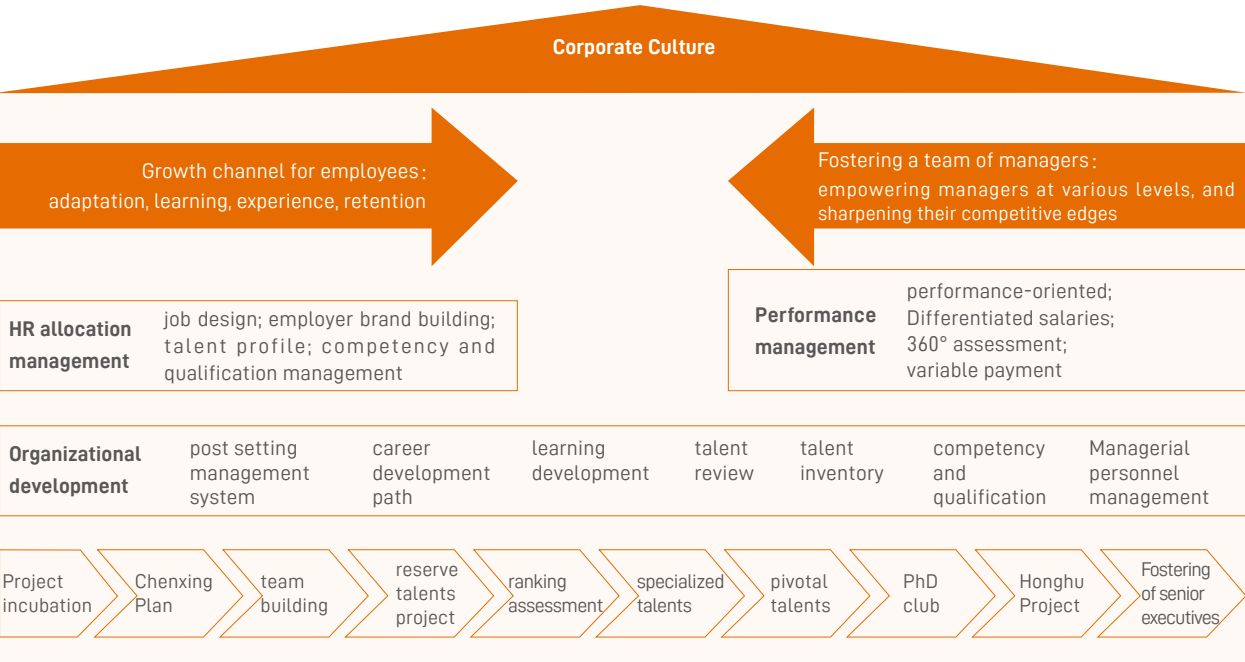 Corporate Culture
Growth channel for employees:
adaptation, learning, experience, retention
Fostering a team of managers:
empowering managers at various levels, and
sharpening their competitive edges
HR allocation
management
job design; employer brand building;
talent profile; competency and
qualification management
Performance
management
performance-oriented;
Differentiated salaries;
360° assessment;
variable payment
Organizational
development
post setting
management
system
career
development
path
learning
development
talent
review
talent
inventory
competency
and
qualification
Managerial
personnel
management
Project
incubation
Chenxing
Plan
team
building
reserve
talents
project
ranking
assessment
specialized
talents
pivotal
talents
PhD
club
Honghu
Project
Fostering
of senior
executives